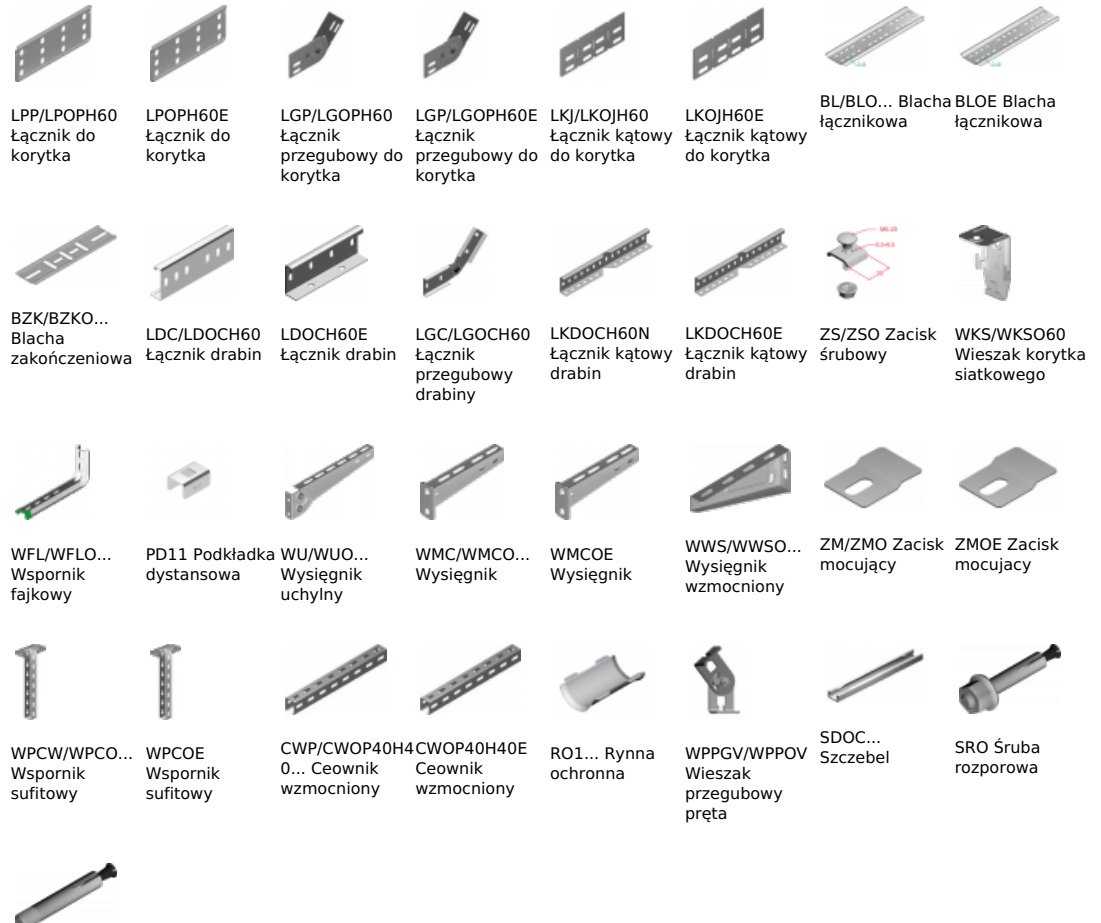 LPP/LPOPH60
Łącznik do
korytka
LPOPH60E
Łącznik do
korytka
LGP/LGOPH60
Łącznik
przegubowy do
korytka
LGP/LGOPH60E
Łącznik
przegubowy do
korytka
LKJ/LKOJH60
Łącznik kątowy
do korytka
LKOJH60E
Łącznik kątowy
do korytka
BL/BLO... Blacha
łącznikowa
BLOE Blacha
łącznikowa
BZK/BZKO...
Blacha
zakończeniowa
LDC/LDOCH60
Łącznik drabin
LDOCH60E
Łącznik drabin
LGC/LGOCH60
Łącznik
przegubowy
drabiny
LKDOCH60N
Łącznik kątowy
drabin
LKDOCH60E
Łącznik kątowy
drabin
ZS/ZSO Zacisk
śrubowy
WKS/WKSO60
Wieszak korytka
siatkowego
WFL/WFLO...
Wspornik
fajkowy
PD11 Podkładka
dystansowa
WU/WUO...
Wysięgnik
uchylny
WMC/WMCO...
Wysięgnik
WMCOE
Wysięgnik
WWS/WWSO...
Wysięgnik
wzmocniony
ZM/ZMO Zacisk
mocujący
ZMOE Zacisk
mocujacy
WPCW/WPCO...
Wspornik
sufitowy
WPCOE
Wspornik
sufitowy
CWP/CWOP40H4
0... Ceownik
wzmocniony
CWOP40H40E
Ceownik
wzmocniony
RO1... Rynna
ochronna
WPPGV/WPPOV
Wieszak
przegubowy
pręta
SDOC...
Szczebel
SRO Śruba
rozporowa